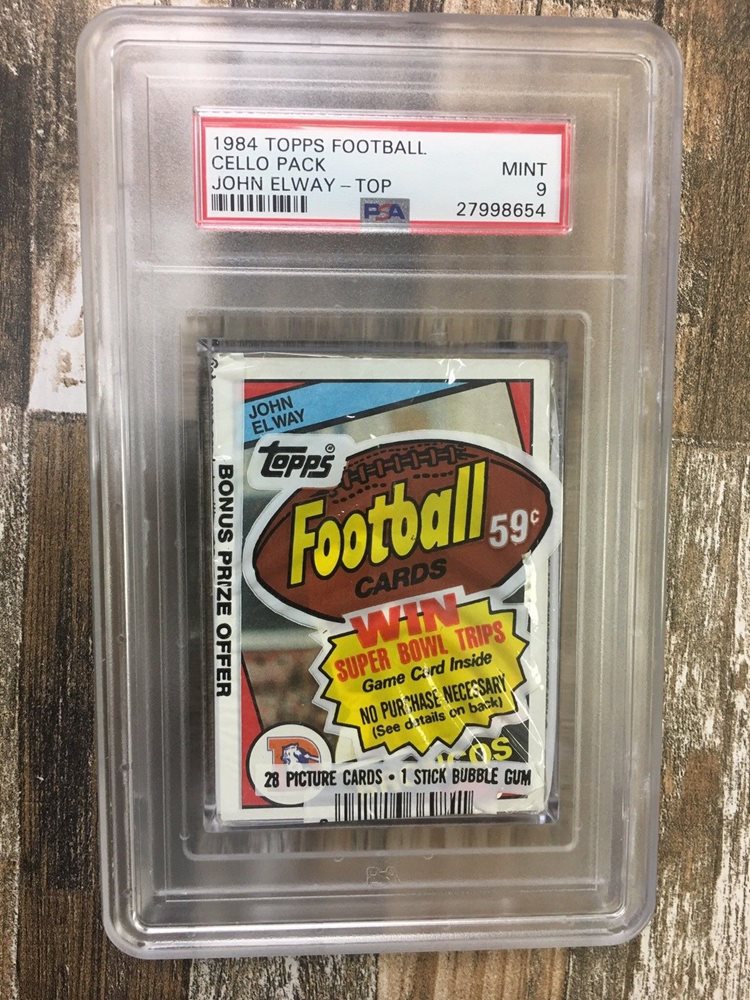 1984 TOPPS FOOTBALL
CELLO PACK MINT
JOHN ELWAY – TOP 9
PSA 27998654
JOHN
ELWAY
TOPPS®
Football 59¢
CARDS
BONUS PRIZE OFFER
WIN
SUPER BOWL TRIPS
Game Card Inside
NO PURCHASE NECESSARY
(See details on back)
28 PICTURE CARDS • 1 STICK BUBBLE GUM
PSA